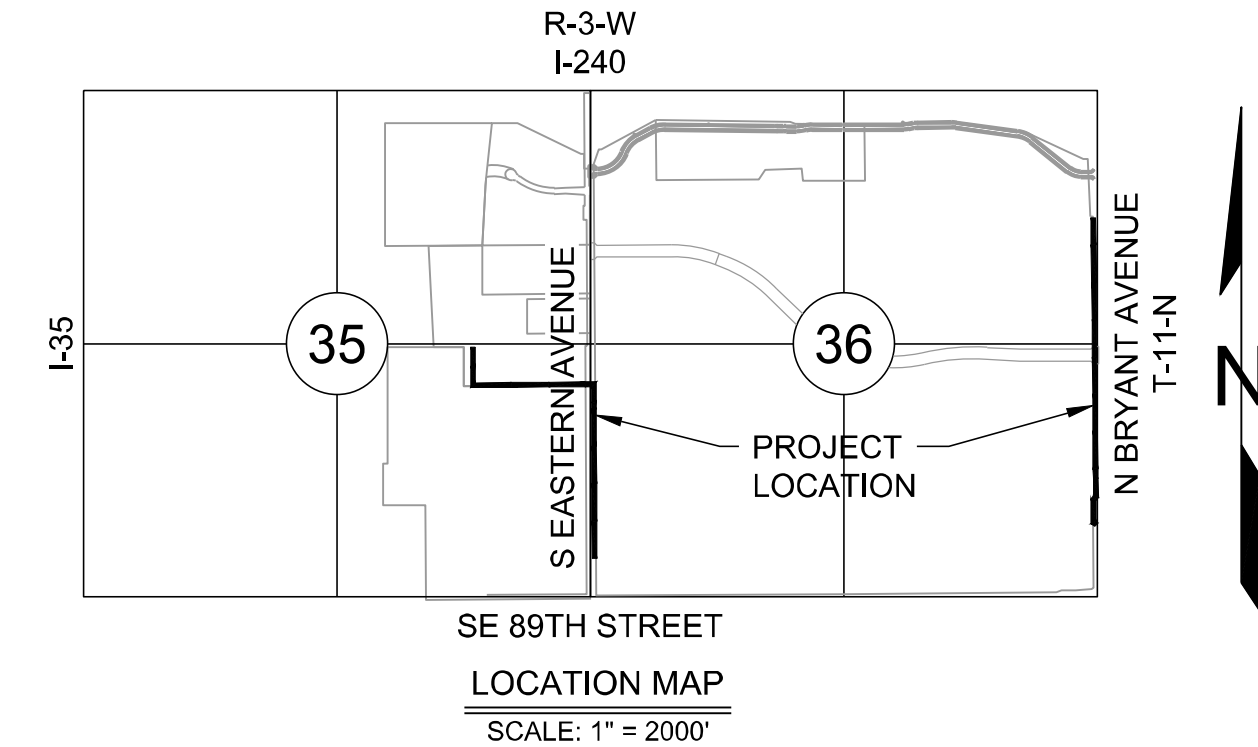 R-3-W
I-240
I-35
35
S EASTERN AVENUE
36
N BRYANT AVENUE
T-11-N
N
PROJECT
LOCATION
SE 89TH STREET
LOCATION MAP
SCALE: 1" = 2000'